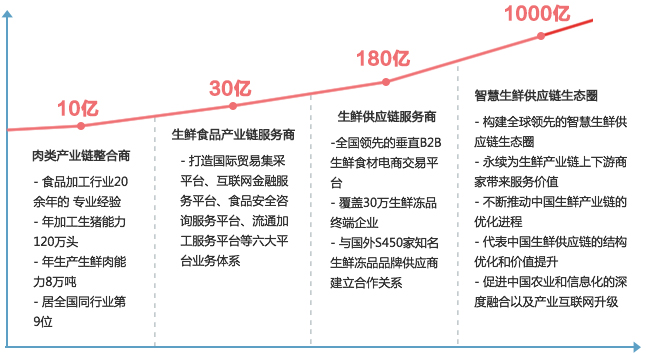 10亿
肉类产业链整合商
- 食品加工行业20
余年的 专业经验
- 年加工生猪能力
120万头
- 年生产生鲜肉能
力8万吨
- 居全国同行业第
9位
30亿
生鲜食品产业链服务商
- 打造国际贸易集采
平台、互联网金融服
务平台、食品安全咨
询服务平台、流通加
工服务平台等六大平
台业务体系
180亿
生鲜供应链服务商
-全国领先的垂直B2B
生鲜食材电商交易平
台
- 覆盖30万生鲜冻品
终端企业
- 与国外S450家知名
生鲜冻品品牌供应商
建立合作关系
1000亿
智慧生鲜供应链生态圈
- 构建全球领先的智慧生鲜供
应链生态圈
- 永续为生鲜产业链上下游商
家带来服务价值
- 不断推动中国生鲜产业链的
优化进程
- 代表中国生鲜供应链的结构
优化和价值提升
- 促进中国农业和信息化的深
度融合以及产业互联网升级